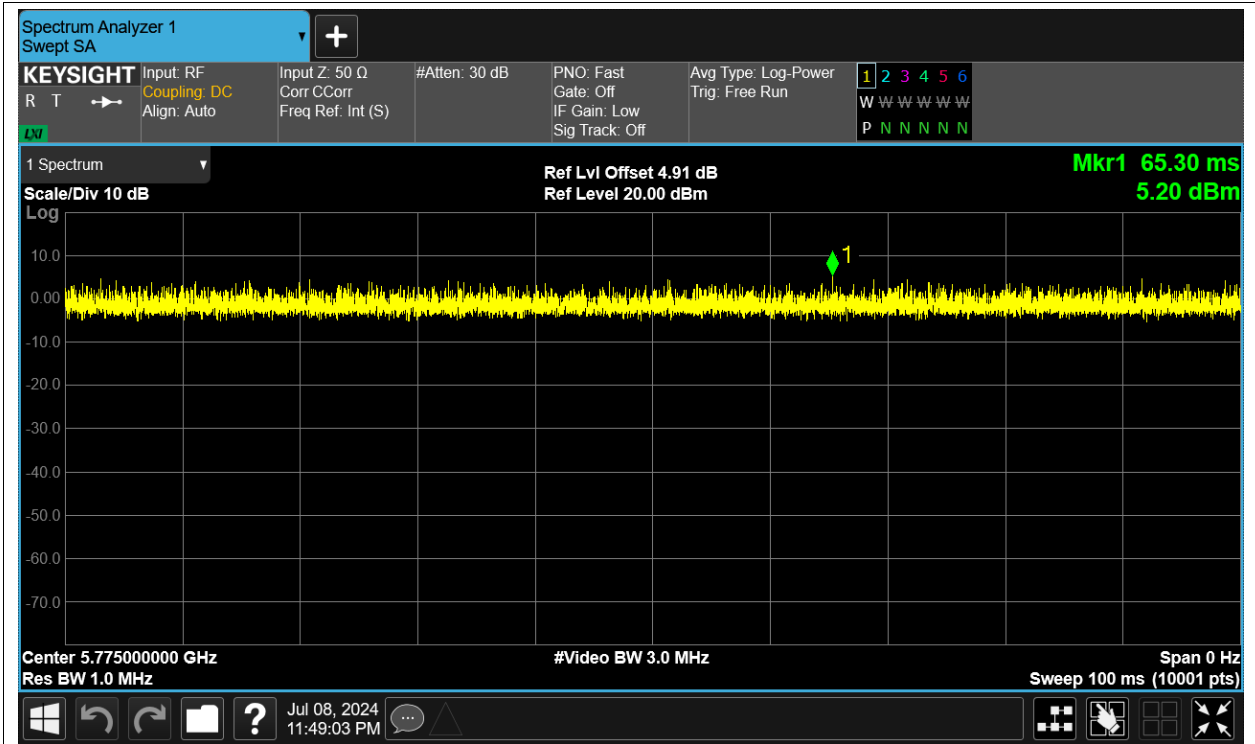 Spectrum Analyzer 1
Swept SA
KEYSIGHT
R T
LXI
Input: RF
Coupling: DC
Align: Auto
Input Z: 50 Ω
Corr CCorr
Freq Ref: Int (S)
#Atten: 30 dB
PNO: Fast
Gate: Off
IF Gain: Low
Sig Track: Off
Avg Type: Log-Power
Trig: Free Run
1 2 3 4 5 6
W W W W W W
P N N N N N
1 Spectrum
Scale/Div 10 dB
Ref Lvl Offset 4.91 dB
Ref Level 20.00 dBm
Mkr1 65.30 ms
5.20 dBm
Log
10.0
1
0.00
-10.0
-20.0
-30.0
-40.0
-50.0
-60.0
-70.0
Center 5.775000000 GHz
#Video BW 3.0 MHz
Span 0 Hz
Res BW 1.0 MHz
Sweep 100 ms (10001 pts)
?
Jul 08, 2024
11:49:03 PM